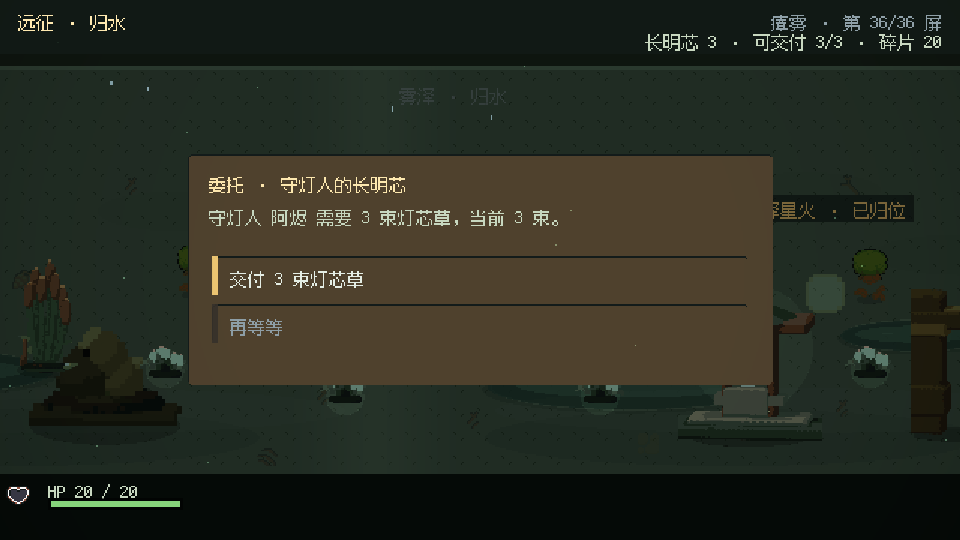 远征 · 归水
瘴雾 · 第 36/36 屏
长明芯 3 · 可交付 3/3 · 碎片 20
雾泽 · 归水
委托 · 守灯人的长明芯
守灯人 阿烬 需要 3 束灯芯草，当前 3 束。
星火 : 已归位
交付 3 束灯芯草
再等等
HP 20 / 20